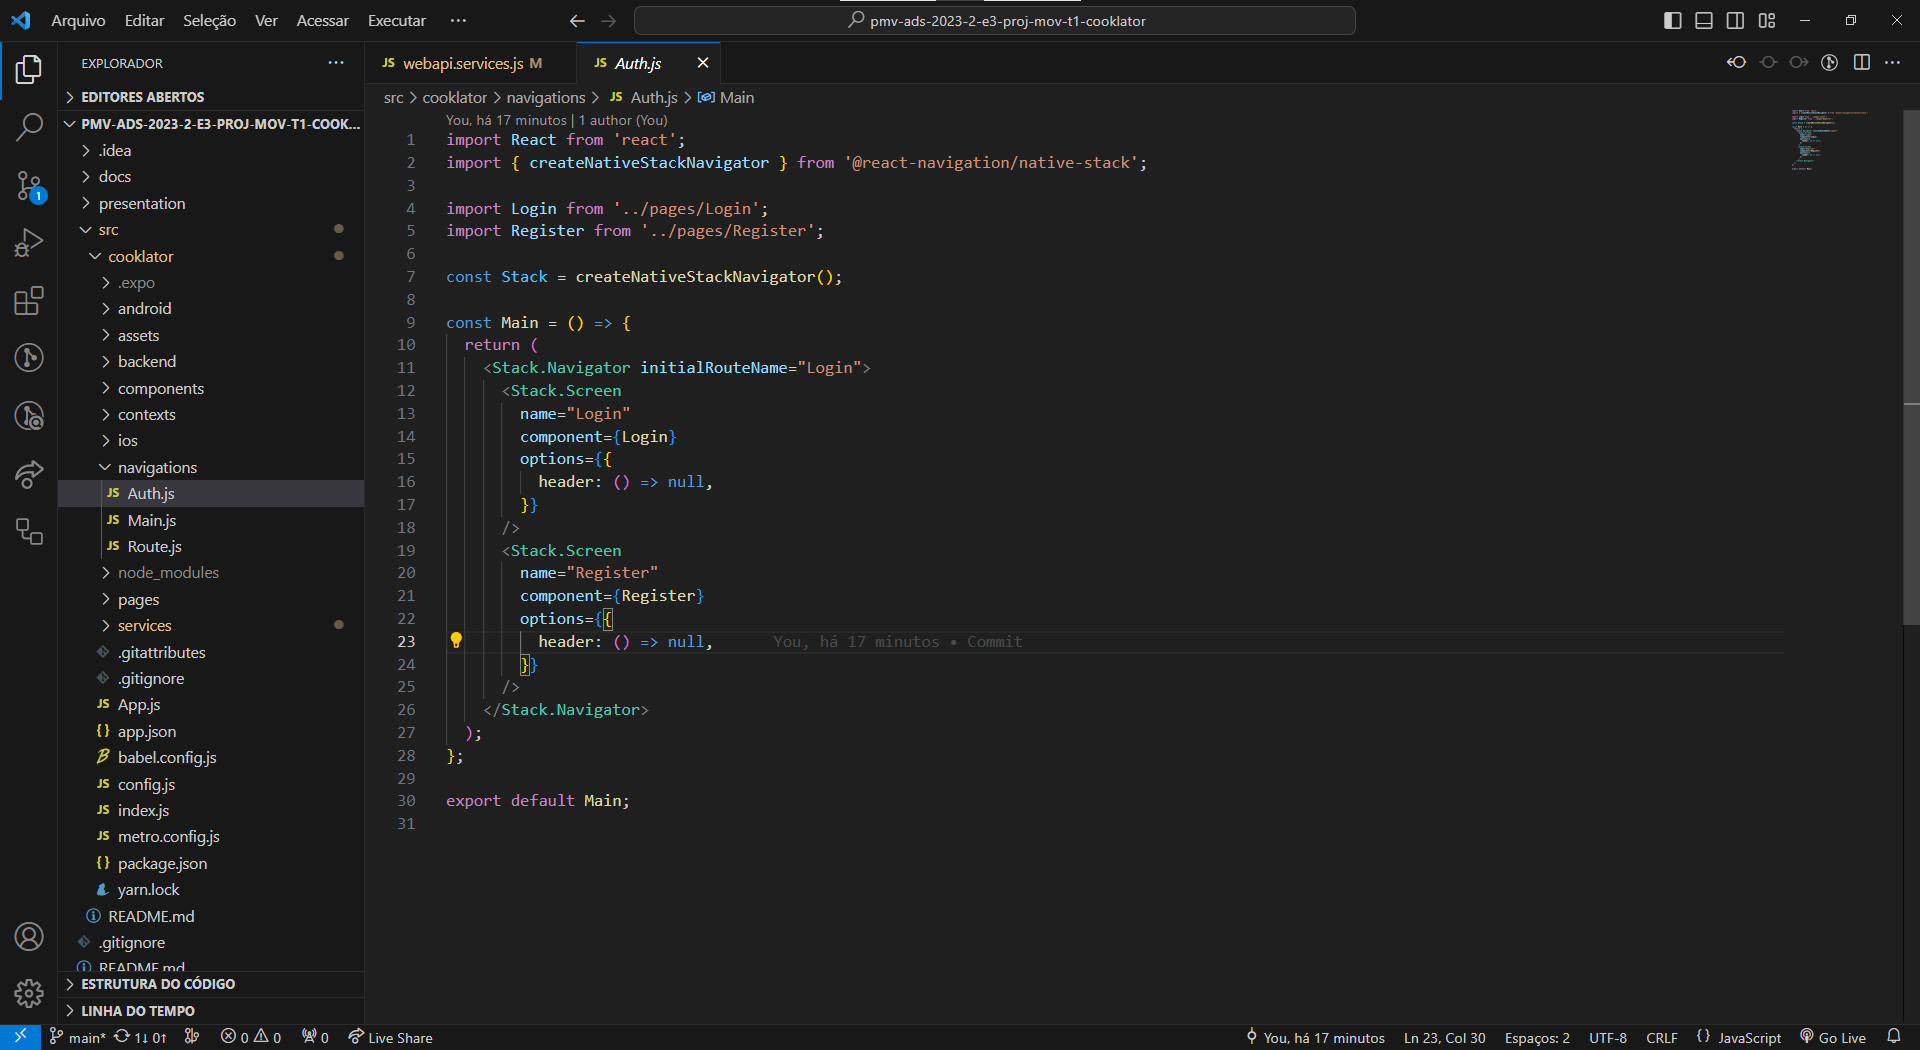 Arquivo Editar Seleção Ver Acessar Executar ···
pmv-ads-2023-2-e3-proj-mov-t1-cooklator
EXPLORADOR ···
EDITORES ABERTOS
PMV-ADS-2023-2-E3-PROJ-MOV-T1-COOK...
.idea
docs
presentation
src
cooklator
.expo
android
assets
backend
components
contexts
ios
navigations
JS Auth.js
JS Main.js
JS Route.js
node_modules
pages
services
.gitattributes
.gitignore
JS App.js
{} app.json
babel.config.js
JS config.js
JS index.js
JS metro.config.js
{} package.json
yarn.lock
README.md
.gitignore
README.md
ESTRUTURA DO CÓDIGO
LINHA DO TEMPO
1
JS webapi.services.js M
JS Auth.js
src > cooklator > navigations > JS Auth.js > Main
You, há 17 minutos | 1 author (You)
1 import React from 'react';
2 import { createNativeStackNavigator } from '@react-navigation/native-stack';
3
4 import Login from '../pages/Login';
5 import Register from '../pages/Register';
6
7 const Stack = createNativeStackNavigator();
8
9 const Main = () => {
10 return (
11 <Stack.Navigator initialRouteName="Login">
12 <Stack.Screen
13 name="Login"
14 component={Login}
15 options={{
16 header: () => null,
17 }}
18 />
19 <Stack.Screen
20 name="Register"
21 component={Register}
22 options={{
23 header: () => null, You, há 17 minutos • Commit
24 }}
25 />
26 </Stack.Navigator>
27 );
28 };
29
30 export default Main;
31
main* 1↓ 0↑ 0 0 0 Live Share
You, há 17 minutos Ln 23, Col 30 Espaços: 2 UTF-8 CRLF {} JavaScript Go Live